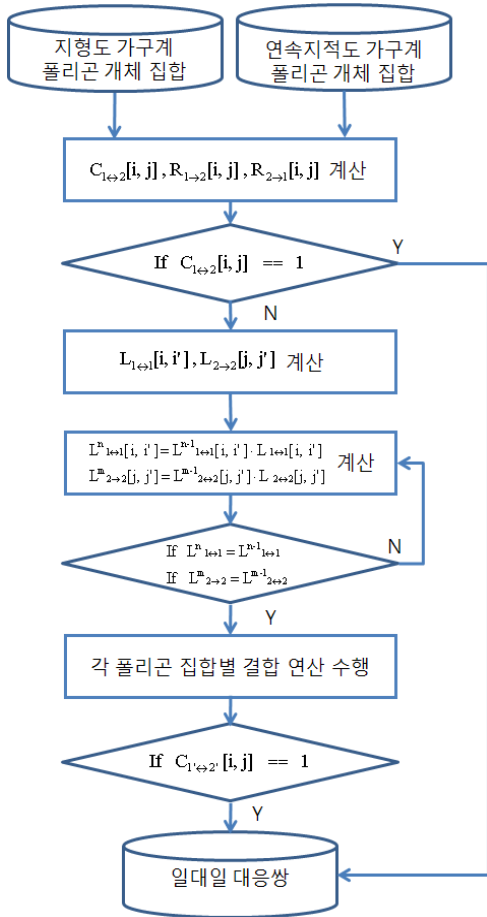 지형도 가구계
폴리곤 개체 집합
연속지적도 가구계
폴리곤 개체 집합
C₁↔₂[i, j] , R₁→₂[i, j] , R₂→₁[i, j] 계산
If C₁↔₂[i, j] == 1
Y
N
L₁↔₁[i, i'] , L₂→₂[j, j'] 계산
Lⁿ₁↔₁[i, i'] = Lⁿ⁻¹₁↔₁[i, i'] · L₁↔₁[i, i']
Lᵐ₂→₂[j, j'] = Lᵐ⁻¹₂↔₂[j, j'] · L₂↔₂[j, j']
계산
If Lⁿ₁↔₁ = Lⁿ⁻¹₁↔₁
If Lᵐ₂→₂ = Lᵐ⁻¹₂↔₂
N
Y
각 폴리곤 집합별 결합 연산 수행
If C₁'↔₂'[i, j] == 1
Y
일대일 대응쌍